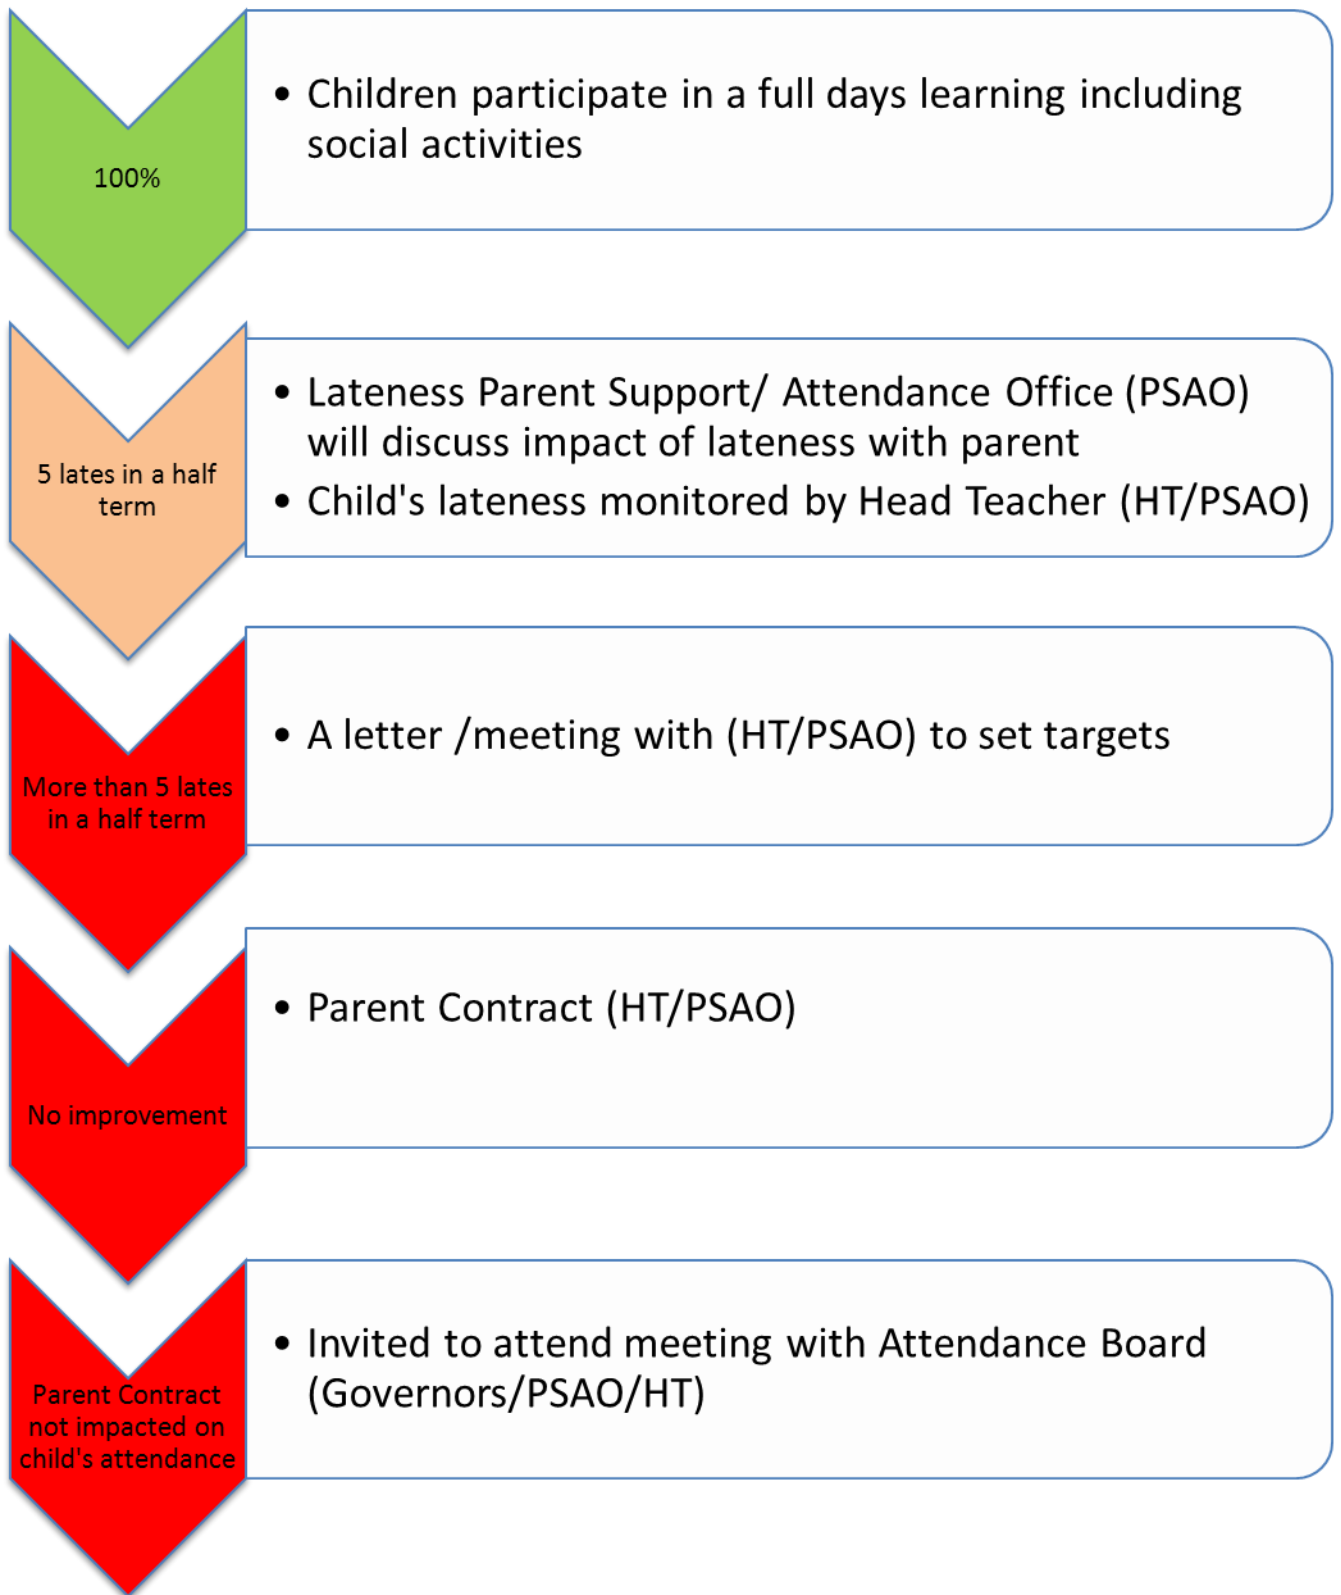 100%
• Children participate in a full days learning including
social activities
5 lates in a half
term
• Lateness Parent Support/ Attendance Office (PSAO)
will discuss impact of lateness with parent
• Child's lateness monitored by Head Teacher (HT/PSAO)
More than 5 lates
in a half term
• A letter /meeting with (HT/PSAO) to set targets
No improvement
• Parent Contract (HT/PSAO)
Parent Contract
not impacted on
child's attendance
• Invited to attend meeting with Attendance Board
(Governors/PSAO/HT)